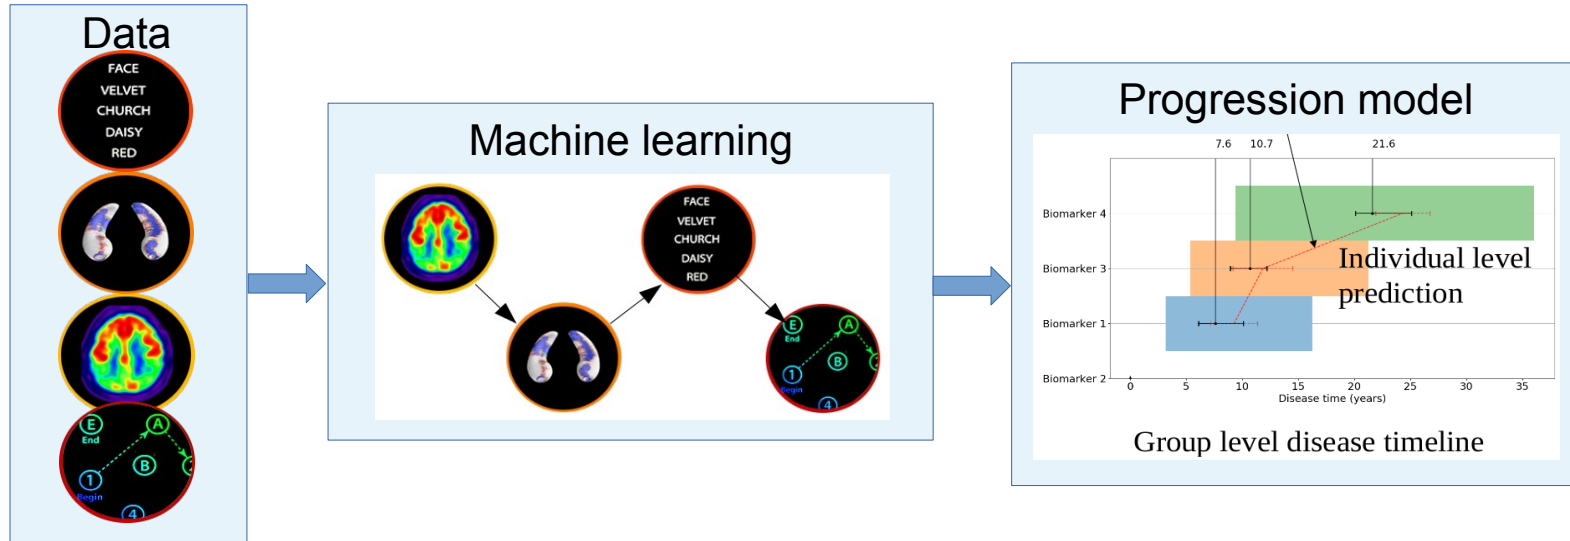 Data
FACE
VELVET
CHURCH
DAISY
RED
E
End
A
B
1
Begin
2
4
Machine learning
FACE
VELVET
CHURCH
DAISY
RED
E
End
A
B
1
Begin
2
4
Progression model
7.6 10.7 21.6
Biomarker 4
Biomarker 3
Biomarker 1
Biomarker 2
Individual level
prediction
0 5 10 15 20 25 30 35
Disease time (years)
Group level disease timeline